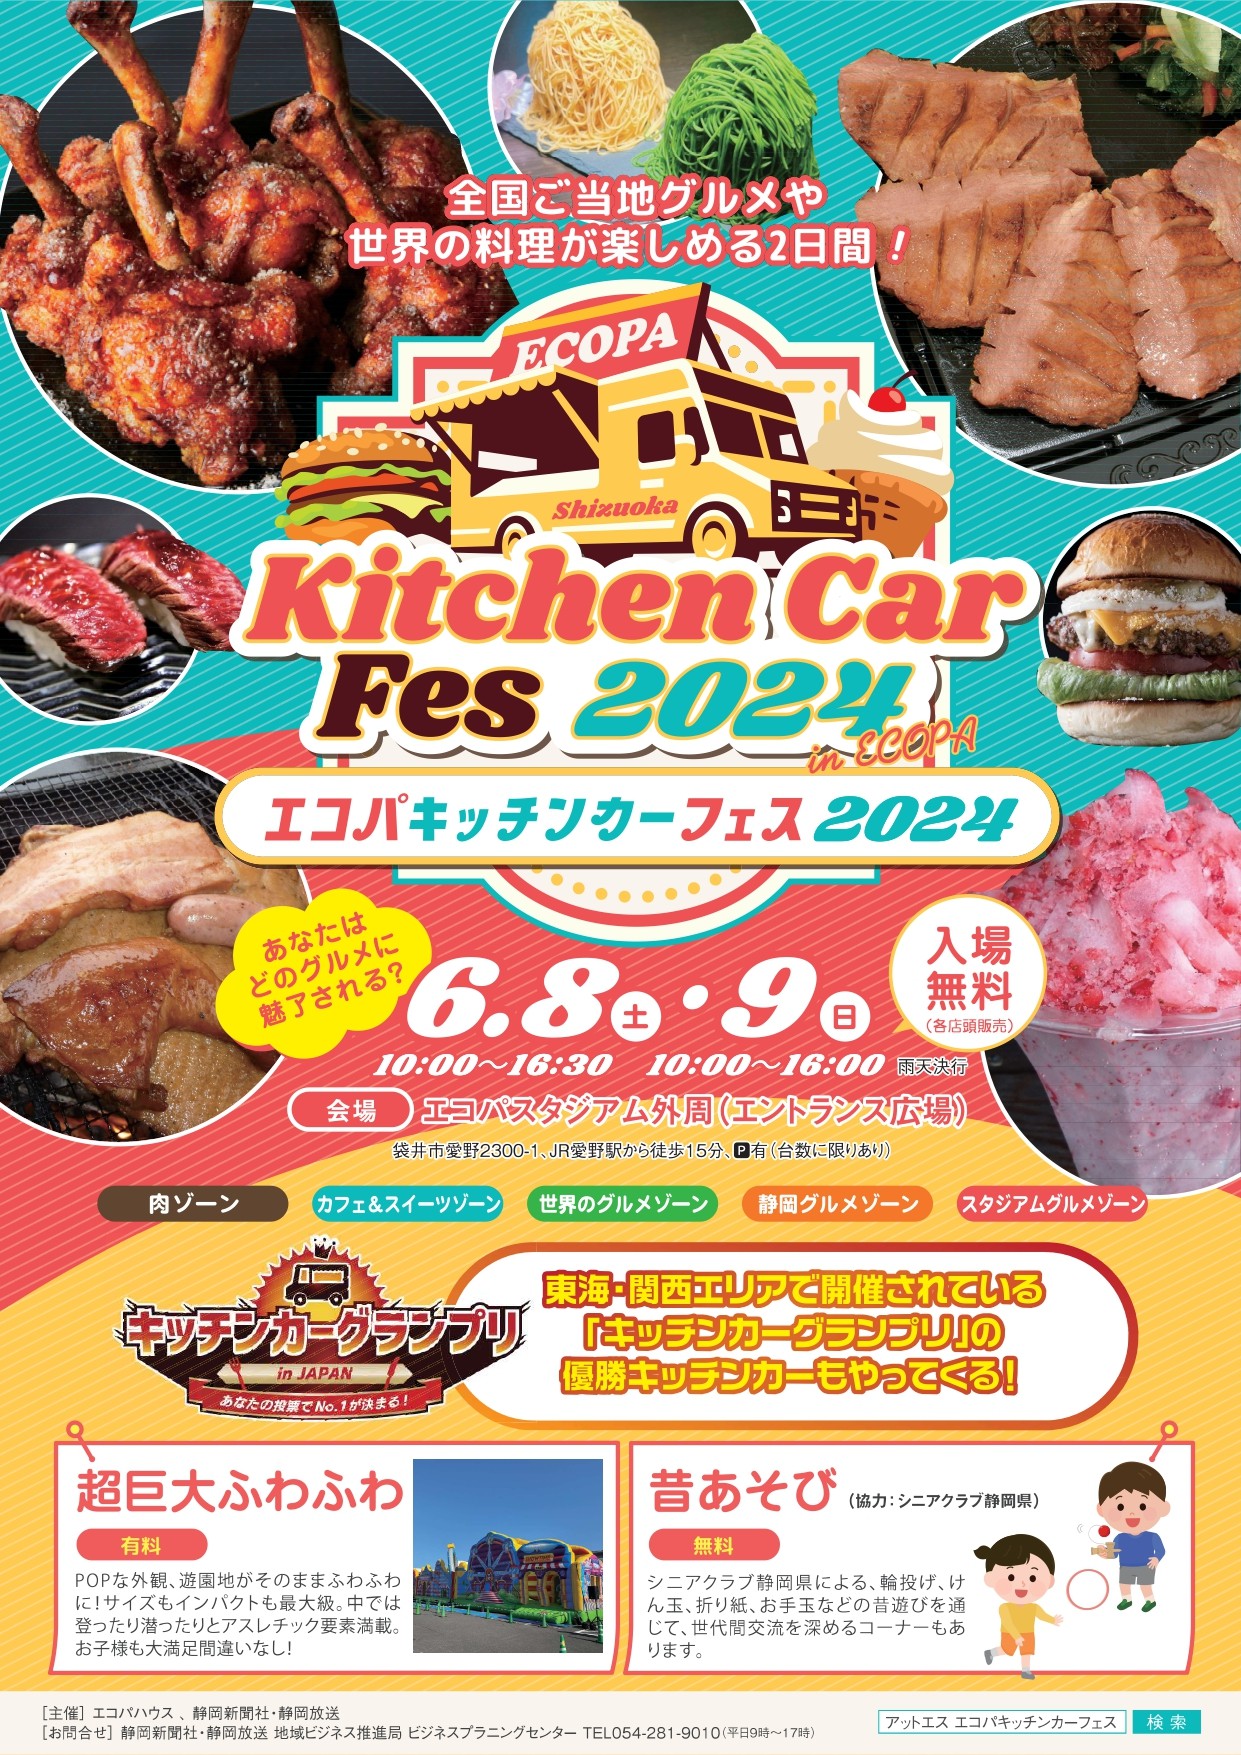 全国ご当地グルメや
世界の料理が楽しめる2日間!
ECOPA
Shizuoka
Kitchen Car
Fes 2024
in ECOPA
エコパキッチンカーフェス2024
あなたは
どのグルメに
魅了される?
6.8土・9日
10:00〜16:30 10:00〜16:00 雨天決行
入場
無料
(各店頭販売)
会場 エコパスタジアム外周(エントランス広場)
袋井市愛野2300-1、JR愛野駅から徒歩15分、P有(台数に限りあり)
肉ゾーン カフェ&スイーツゾーン 世界のグルメゾーン 静岡グルメゾーン スタジアムグルメゾーン
キッチンカーグランプリ
in JAPAN
あなたの投票でNo.1が決まる!
東海・関西エリアで開催されている
「キッチンカーグランプリ」の
優勝キッチンカーもやってくる!
超巨大ふわふわ
有料
POPな外観、遊園地がそのままふわふわ
に!サイズもインパクトも最大級。中では
登ったり潜ったりとアスレチック要素満載。
お子様も大満足間違いなし!
昔あそび (協力:シニアクラブ静岡県)
無料
シニアクラブ静岡県による、輪投げ、け
ん玉、折り紙、お手玉などの昔遊びを通
じて、世代間交流を深めるコーナーもあ
ります。
[主催] エコパハウス 、静岡新聞社・静岡放送
[お問合せ] 静岡新聞社・静岡放送 地域ビジネス推進局 ビジネスプラニングセンター TEL054-281-9010(平日9時〜17時)
アットエス エコパキッチンカーフェス 検索